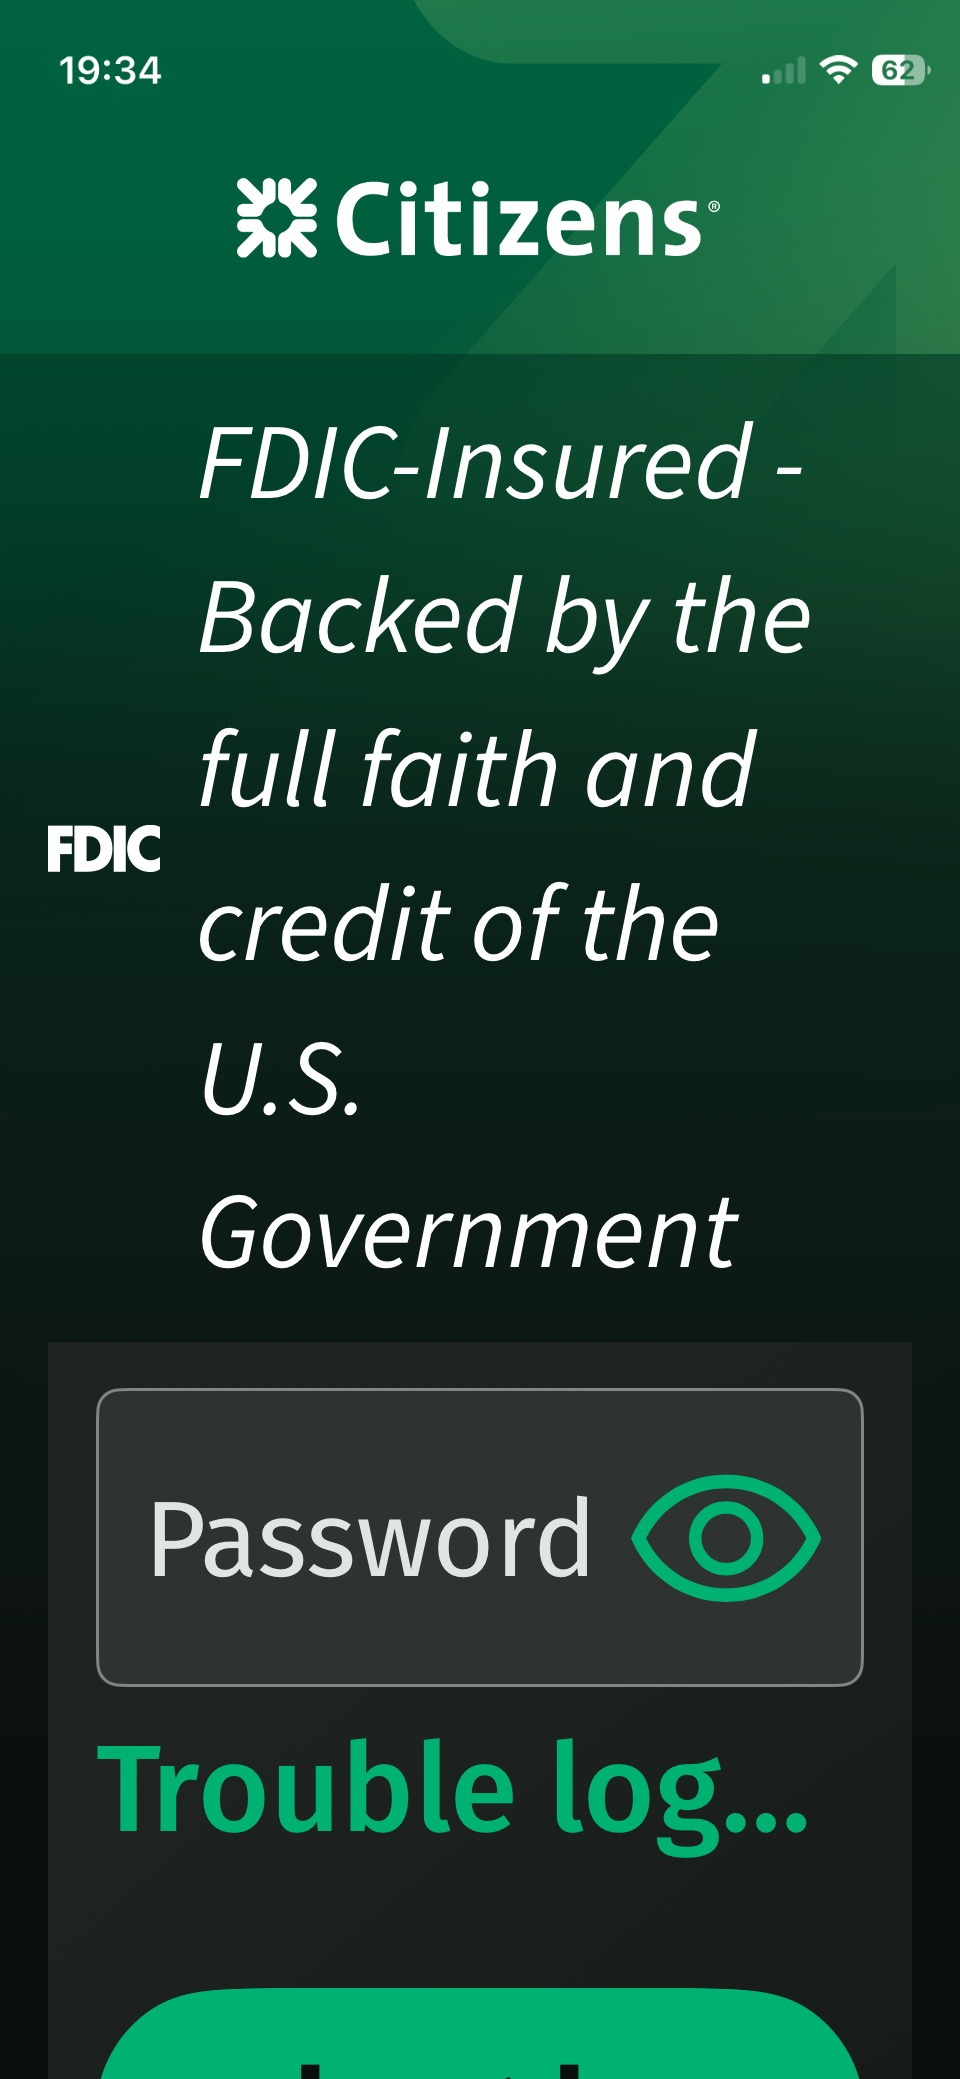 19:34
62
Citizens®
FDIC-Insured -
Backed by the
full faith and
FDIC
credit of the
U.S.
Government
Password
Trouble log...